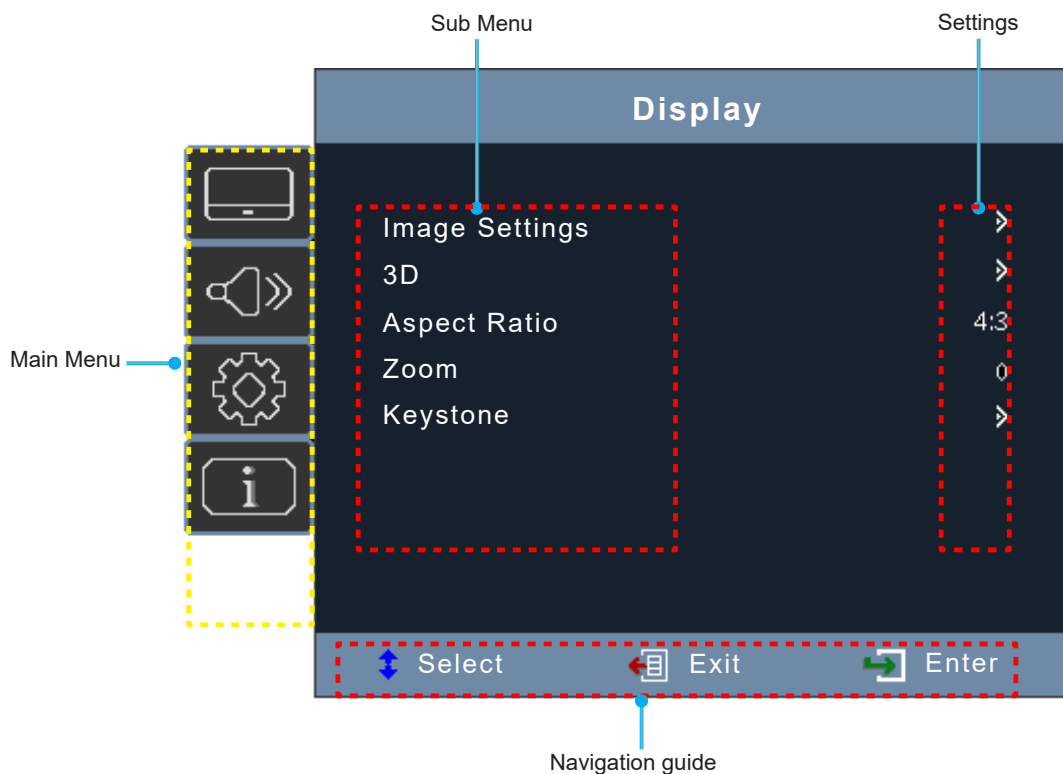 Sub Menu
Settings
Display
Image Settings
3D
Aspect Ratio 4:3
Zoom 0
Keystone
Main Menu
i
Select Exit Enter
Navigation guide